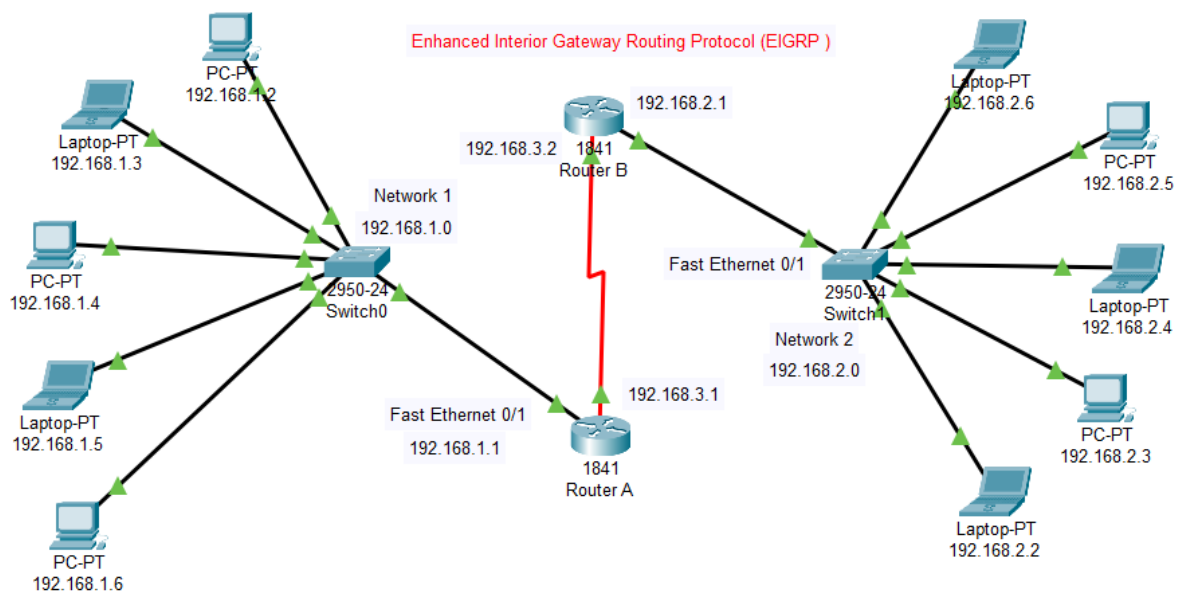 Enhanced Interior Gateway Routing Protocol (EIGRP )
PC-PT
192.168.1.2
Laptop-PT
192.168.1.3
PC-PT
192.168.1.4
Laptop-PT
192.168.1.5
PC-PT
192.168.1.6
Network 1
192.168.1.0
2950-24
Switch0
Fast Ethernet 0/1
192.168.1.1
192.168.2.1
192.168.3.2
1841
Router B
192.168.3.1
1841
Router A
Fast Ethernet 0/1
2950-24
Switch1
Network 2
192.168.2.0
Laptop-PT
192.168.2.6
PC-PT
192.168.2.5
Laptop-PT
192.168.2.4
PC-PT
192.168.2.3
Laptop-PT
192.168.2.2